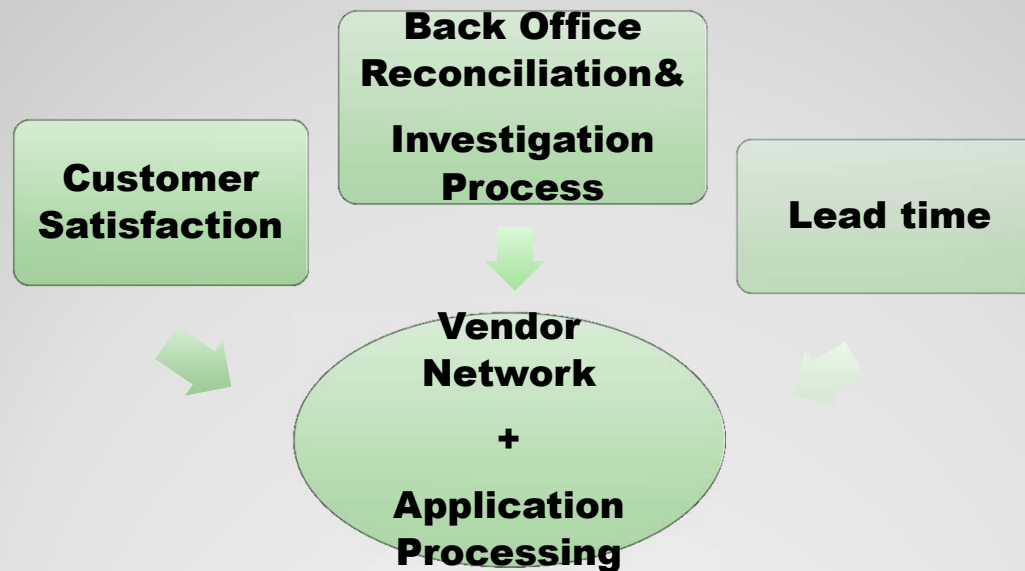 Back Office
Reconciliation&
Investigation
Process
Customer
Satisfaction
Lead time
Vendor
Network
+
Application
Processing